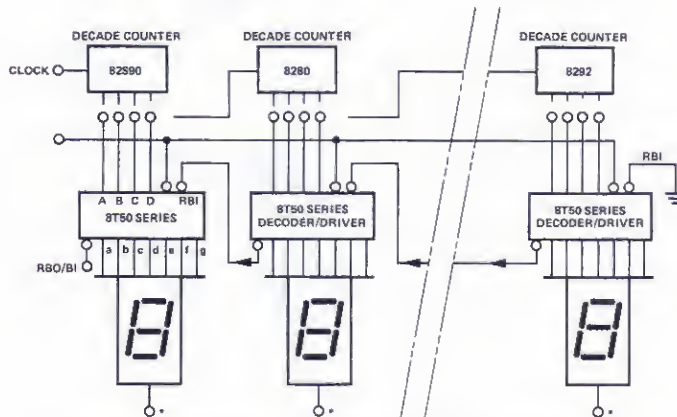 DECADE COUNTER
DECADE COUNTER
DECADE COUNTER
CLOCK
82S90
8280
8292
RBI
A B C D RBI
8T50 SERIES
8T50 SERIES
DECODER/DRIVER
8T50 SERIES
DECODER/DRIVER
a b c d e f g
RBO/BI
* * *